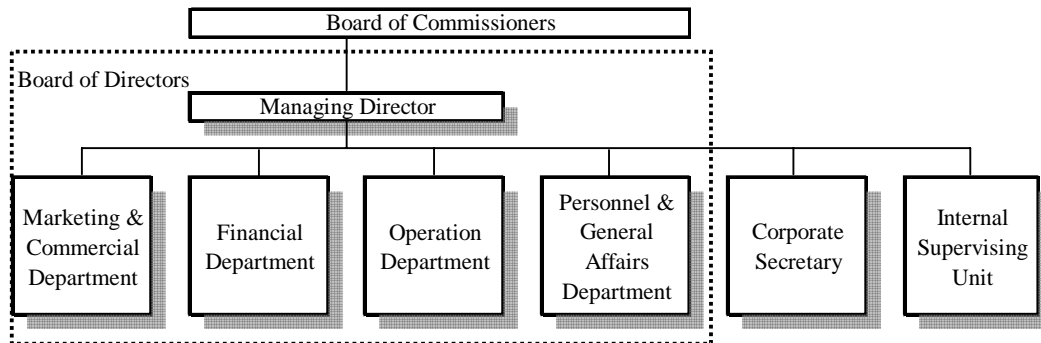 Board of Commissioners
Board of Directors
Managing Director
Marketing &
Commercial
Department
Financial
Department
Operation
Department
Personnel &
General
Affairs
Department
Corporate
Secretary
Internal
Supervising
Unit